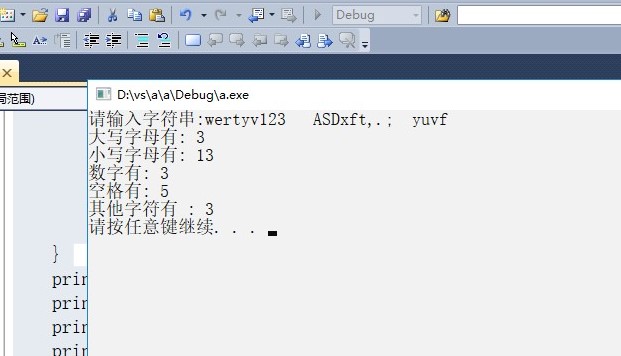 Debug
局范围)
D:\vs\a\a\Debug\a.exe
请输入字符串:wertyv123   ASDxft,.;  yuvf
大写字母有: 3
小写字母有: 13
数字有: 3
空格有: 5
其他字符有 : 3
请按任意键继续. . .
}
prin
prin
prin
prin